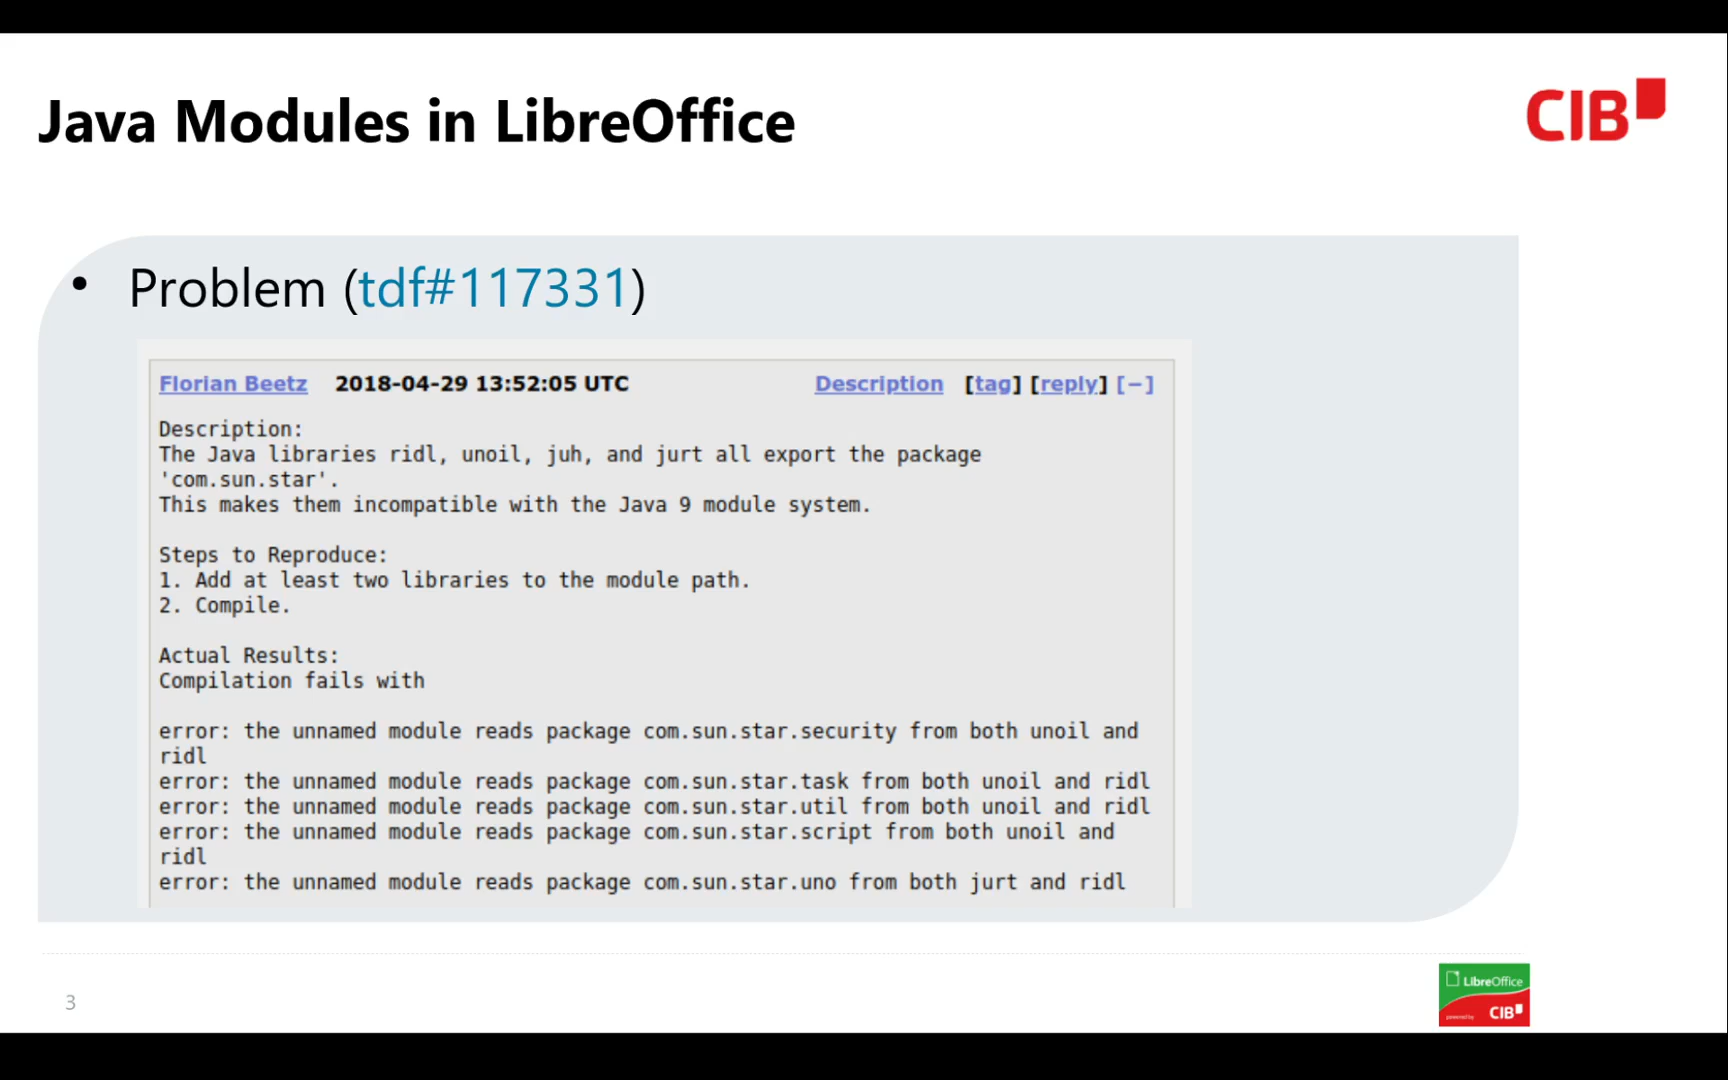 Java Modules in LibreOffice
CIB
• Problem (tdf#117331)
Florian Beetz 2018-04-29 13:52:05 UTC Description [tag] [reply] [−]
Description:
The Java libraries ridl, unoil, juh, and jurt all export the package
'com.sun.star'.
This makes them incompatible with the Java 9 module system.
Steps to Reproduce:
1. Add at least two libraries to the module path.
2. Compile.
Actual Results:
Compilation fails with
error: the unnamed module reads package com.sun.star.security from both unoil and
ridl
error: the unnamed module reads package com.sun.star.task from both unoil and ridl
error: the unnamed module reads package com.sun.star.util from both unoil and ridl
error: the unnamed module reads package com.sun.star.script from both unoil and
ridl
error: the unnamed module reads package com.sun.star.uno from both jurt and ridl
3
LibreOffice
powered by CIB